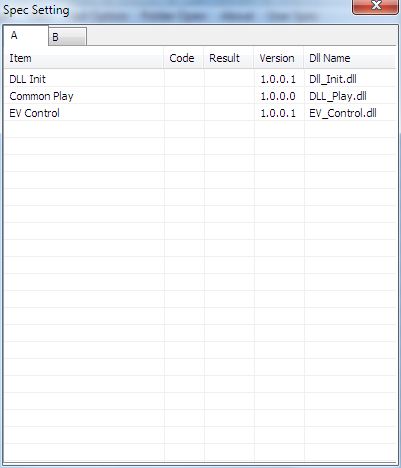 Spec Setting
A B
Item Code Result Version Dll Name
DLL Init 1.0.0.1 Dll_Init.dll
Common Play 1.0.0.0 DLL_Play.dll
EV Control 1.0.0.1 EV_Control.dll